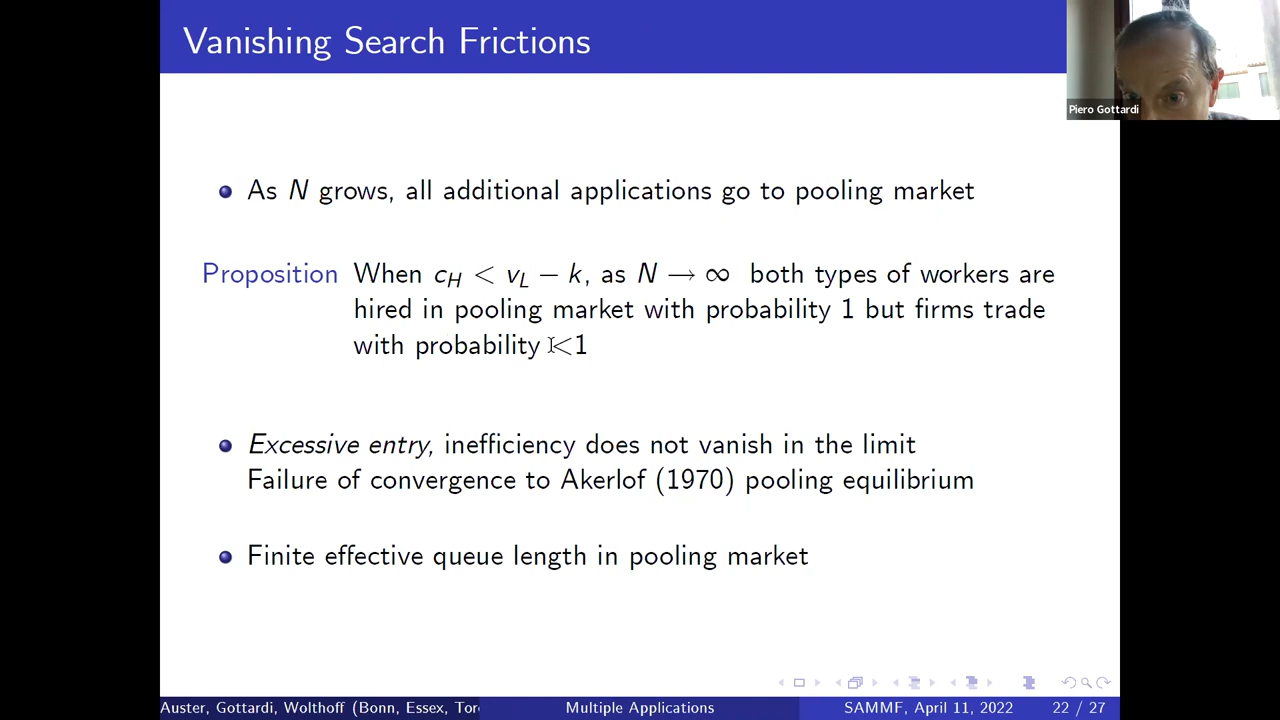 Vanishing Search Frictions
Piero Gottardi
As N grows, all additional applications go to pooling market
Proposition When c_H < v_L − k, as N → ∞ both types of workers are
hired in pooling market with probability 1 but firms trade
with probability <1
Excessive entry, inefficiency does not vanish in the limit
Failure of convergence to Akerlof (1970) pooling equilibrium
Finite effective queue length in pooling market
Auster, Gottardi, Wolthoff (Bonn, Essex, Tor
Multiple Applications
SAMMF, April 11, 2022
22 / 27